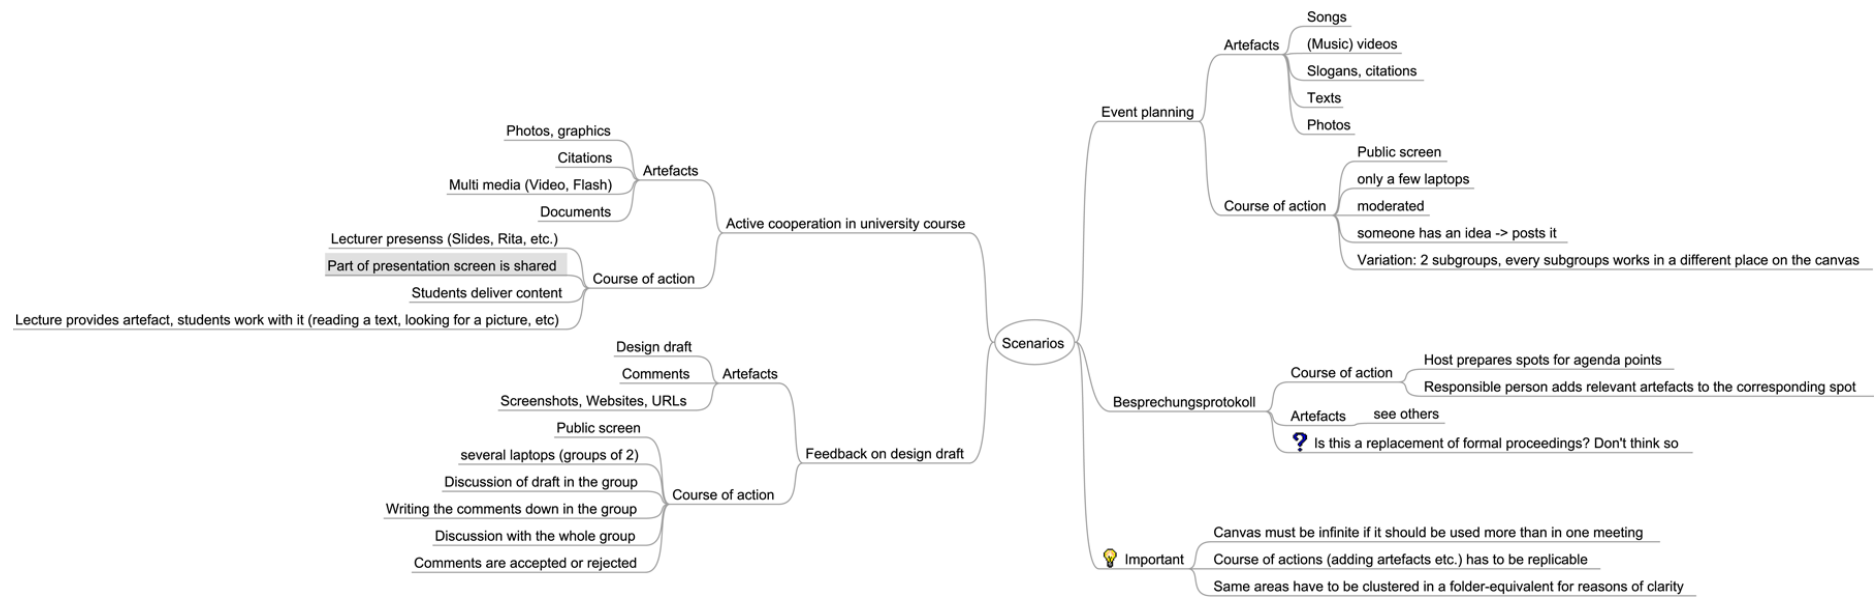 Scenarios
Event planning
Artefacts
Songs
(Music) videos
Slogans, citations
Texts
Photos
Course of action
Public screen
only a few laptops
moderated
someone has an idea -> posts it
Variation: 2 subgroups, every subgroups works in a different place on the canvas
Besprechungsprotokoll
Course of action
Host prepares spots for agenda points
Responsible person adds relevant artefacts to the corresponding spot
Artefacts
see others
? Is this a replacement of formal proceedings? Don't think so
Important
Canvas must be infinite if it should be used more than in one meeting
Course of actions (adding artefacts etc.) has to be replicable
Same areas have to be clustered in a folder-equivalent for reasons of clarity
Active cooperation in university course
Artefacts
Photos, graphics
Citations
Multi media (Video, Flash)
Documents
Course of action
Lecturer presenss (Slides, Rita, etc.)
Part of presentation screen is shared
Students deliver content
Lecture provides artefact, students work with it (reading a text, looking for a picture, etc)
Feedback on design draft
Artefacts
Design draft
Comments
Screenshots, Websites, URLs
Course of action
Public screen
several laptops (groups of 2)
Discussion of draft in the group
Writing the comments down in the group
Discussion with the whole group
Comments are accepted or rejected